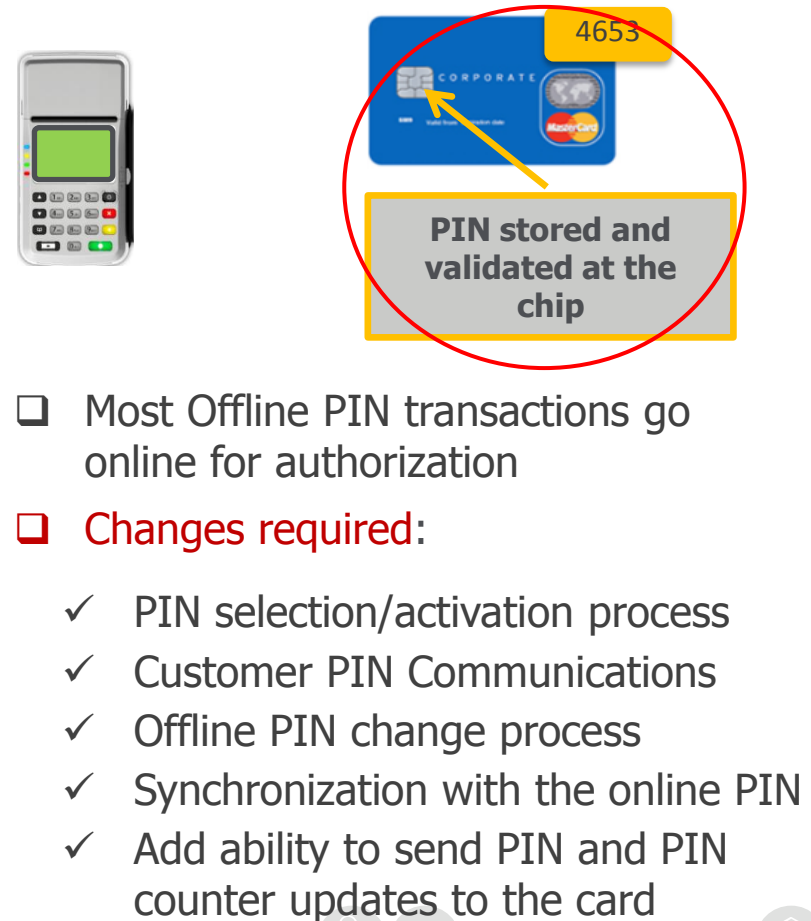 4653
CORPORATE
MasterCard
PIN stored and
validated at the
chip
Most Offline PIN transactions go
online for authorization
Changes required:
PIN selection/activation process
Customer PIN Communications
Offline PIN change process
Synchronization with the online PIN
Add ability to send PIN and PIN
counter updates to the card